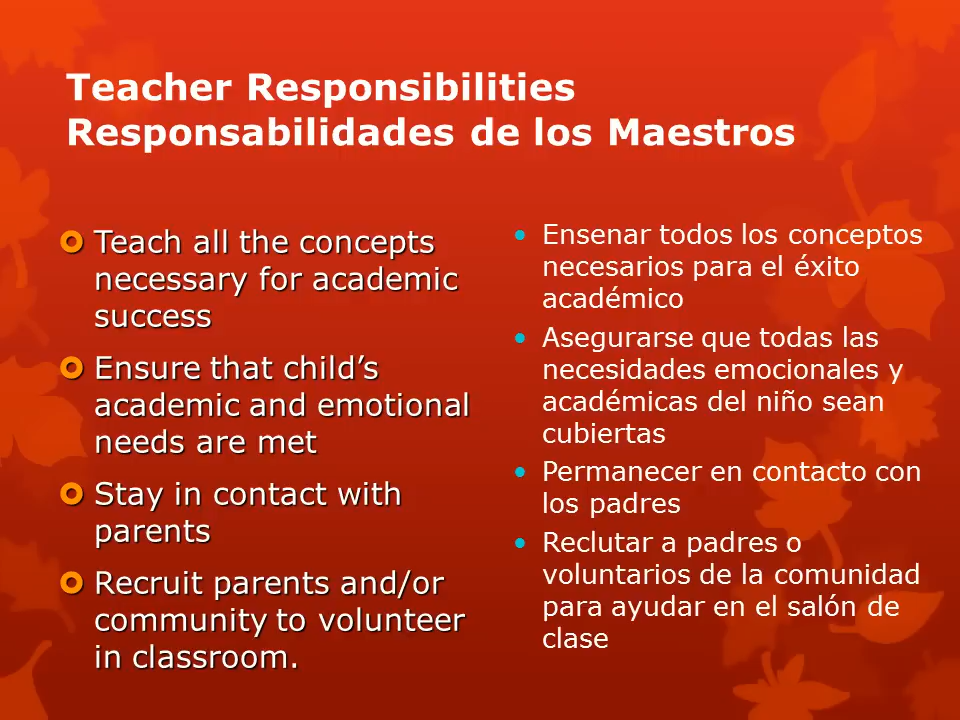 Teacher Responsibilities
Responsabilidades de los Maestros
Teach all the concepts
necessary for academic
success
Ensure that child’s
academic and emotional
needs are met
Stay in contact with
parents
Recruit parents and/or
community to volunteer
in classroom.
Ensenar todos los conceptos
necesarios para el éxito
académico
Asegurarse que todas las
necesidades emocionales y
académicas del niño sean
cubiertas
Permanecer en contacto con
los padres
Reclutar a padres o
voluntarios de la comunidad
para ayudar en el salón de
clase